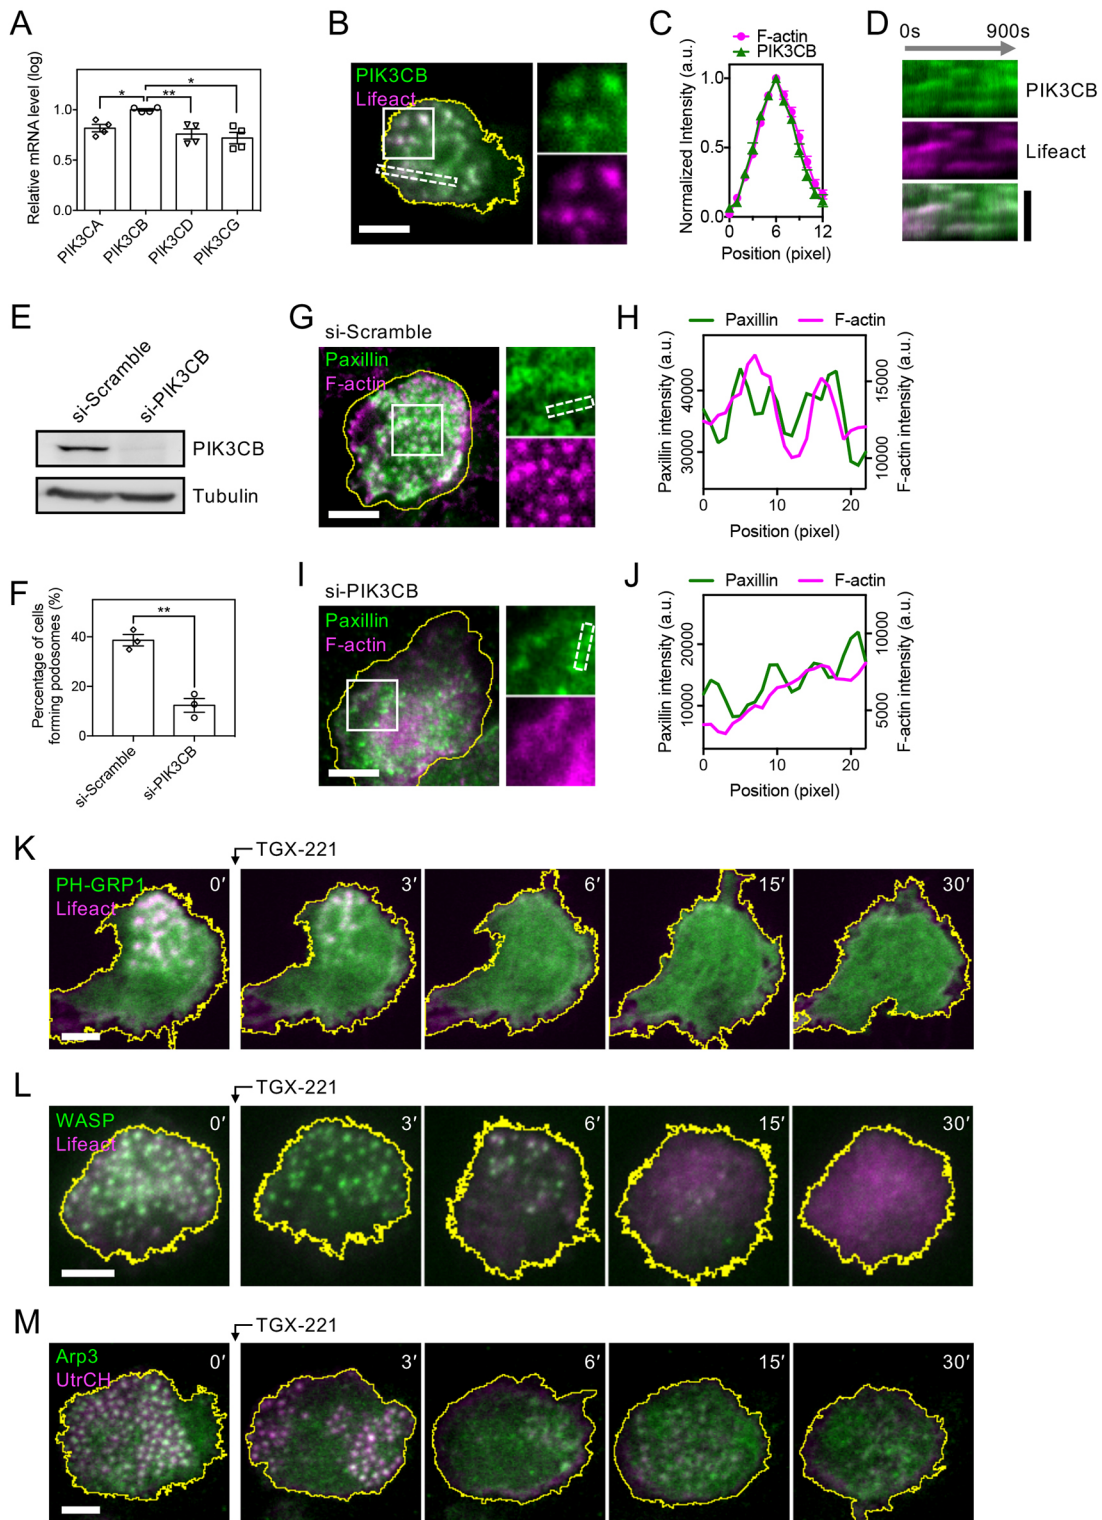 A
Relative mRNA level (log)
1.0
0.5
0.0
*
**
*
PIK3CA
PIK3CB
PIK3CD
PIK3CG
B
PIK3CB
Lifeact
C
F-actin
PIK3CB
Normalized Intensity (a.u.)
1.0
0.5
0.0
0
6
12
Position (pixel)
D
0s
900s
PIK3CB
Lifeact
E
si-Scramble
si-PIK3CB
PIK3CB
Tubulin
F
Percentage of cells
forming podosomes (%)
40
20
0
**
si-Scramble
si-PIK3CB
G
si-Scramble
Paxillin
F-actin
H
Paxillin
F-actin
Paxillin intensity (a.u.)
40000
30000
F-actin intensity (a.u.)
15000
10000
0
10
20
Position (pixel)
I
si-PIK3CB
Paxillin
F-actin
J
Paxillin
F-actin
Paxillin intensity (a.u.)
20000
10000
F-actin intensity (a.u.)
10000
5000
0
10
20
Position (pixel)
K
TGX-221
PH-GRP1
Lifeact
0′
3′
6′
15′
30′
L
TGX-221
WASP
Lifeact
0′
3′
6′
15′
30′
M
TGX-221
Arp3
UtrCH
0′
3′
6′
15′
30′